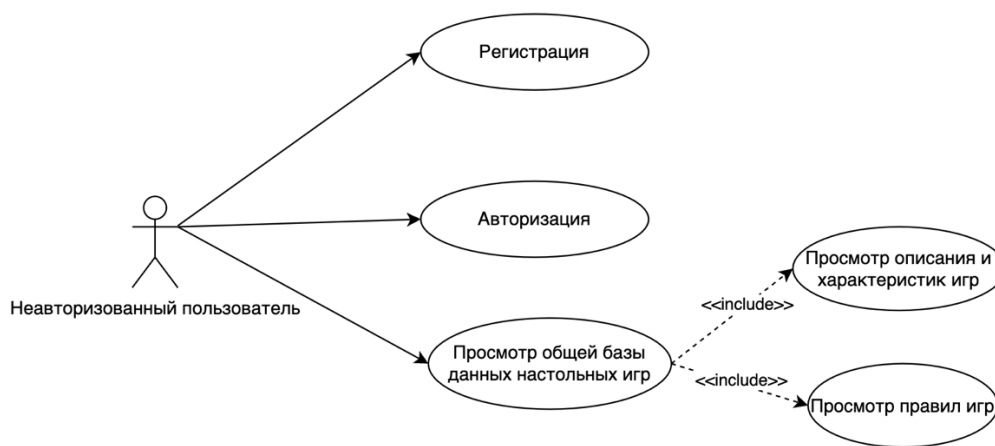 Регистрация
Авторизация
Неавторизованный пользователь
Просмотр общей базы
данных настольных игр
<<include>>
Просмотр описания и
характеристик игр
<<include>>
Просмотр правил игр